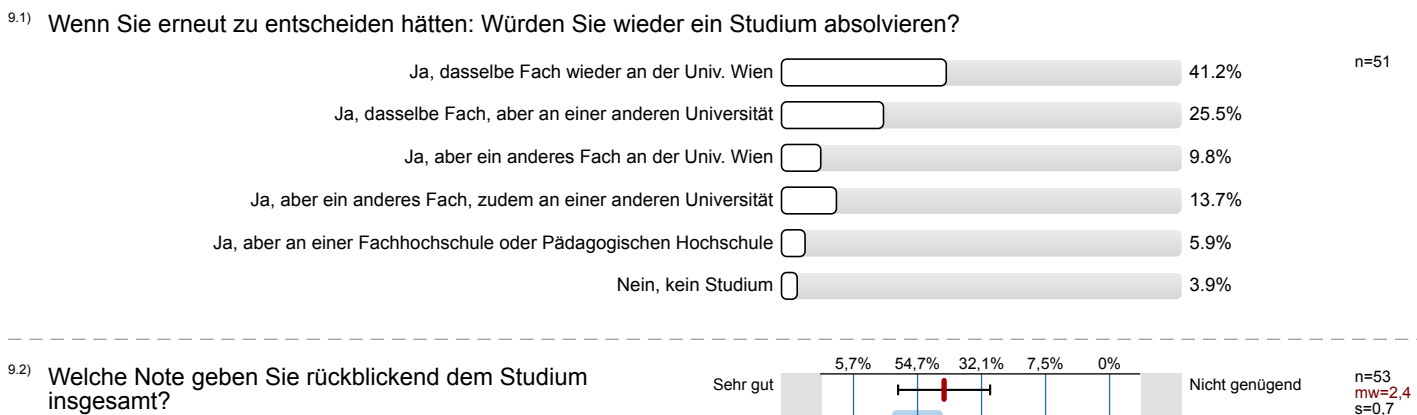 9.1) Wenn Sie erneut zu entscheiden hätten: Würden Sie wieder ein Studium absolvieren?
Ja, dasselbe Fach wieder an der Univ. Wien 41.2% n=51
Ja, dasselbe Fach, aber an einer anderen Universität 25.5%
Ja, aber ein anderes Fach an der Univ. Wien 9.8%
Ja, aber ein anderes Fach, zudem an einer anderen Universität 13.7%
Ja, aber an einer Fachhochschule oder Pädagogischen Hochschule 5.9%
Nein, kein Studium 3.9%
9.2) Welche Note geben Sie rückblickend dem Studium
insgesamt?
5,7% 54,7% 32,1% 7,5% 0%
Sehr gut Nicht genügend
n=53
mw=2,4
s=0,7